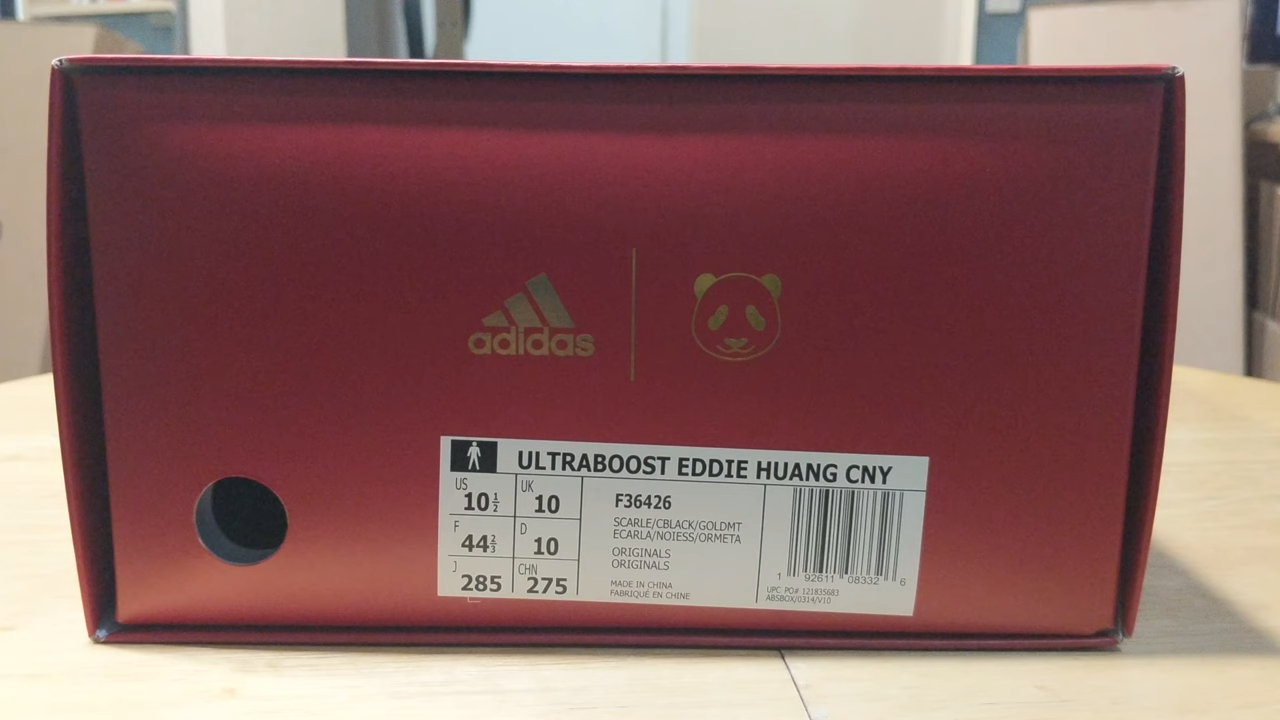 adidas
ULTRABOOST EDDIE HUANG CNY
US 10½
UK 10
F 44⅔
D 10
J 285
CHN 275
F36426
SCARLE/CBLACK/GOLDMT
ECARLA/NOIESS/ORMETA
ORIGINALS
ORIGINALS
MADE IN CHINA
FABRIQUÉ EN CHINE
1 92611 08332 6
UPC PO# 121835683
ABSBOX/0314/V10